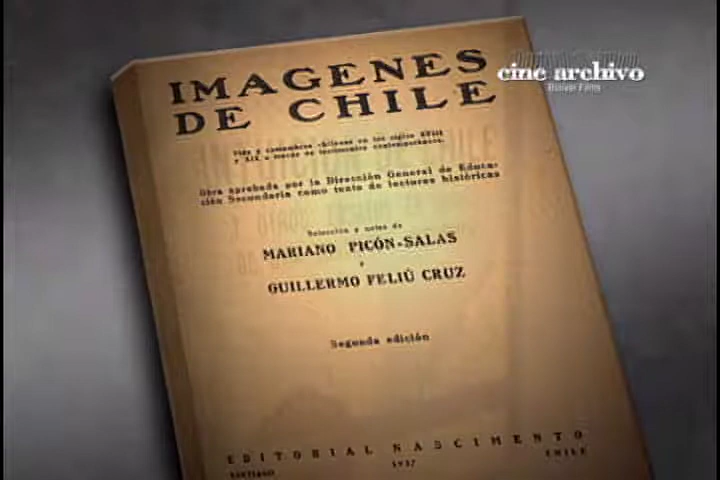 IMAGENES
DE CHILE
cine archivo
Bolívar Films
Vida y costumbres chilenas en los siglos XVIII
y XIX a través de testimonios contemporáneos.
Obra aprobada por la Dirección General de Educa-
ción Secundaria como texto de lecturas históricas
Selección y notas de
MARIANO PICÓN-SALAS
y
GUILLERMO FELIÚ CRUZ
Segunda edición
EDITORIAL NASCIMENTO
SANTIAGO 1937 CHILE